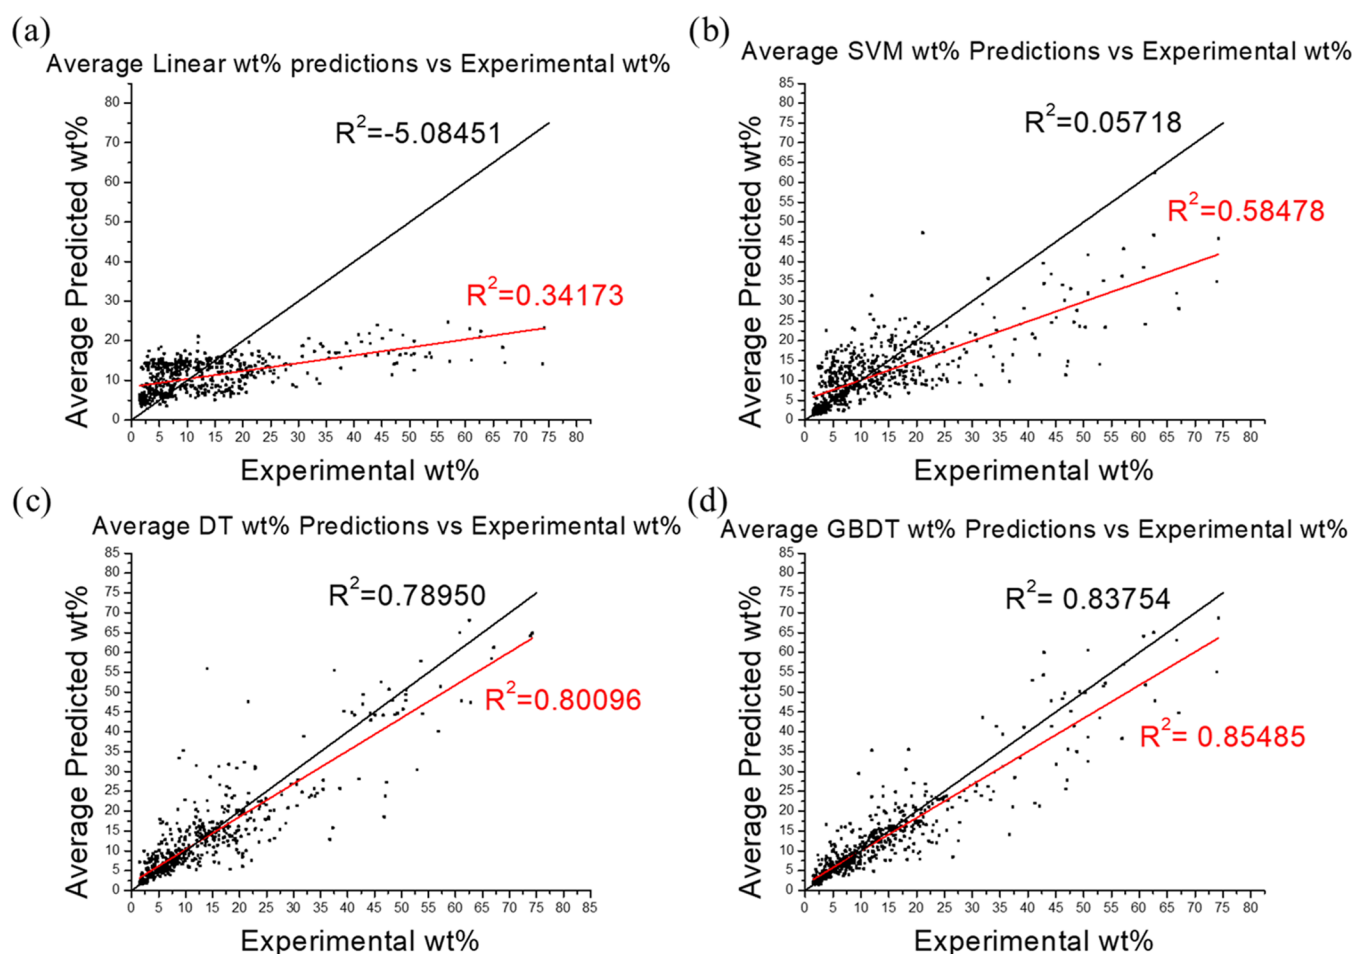 (a)
Average Linear wt% predictions vs Experimental wt%
Average Predicted wt%
80
70
60
50
40
30
20
10
0
R²=-5.08451
R²=0.34173
0 5 10 15 20 25 30 35 40 45 50 55 60 65 70 75 80
Experimental wt%
(b)
Average SVM wt% Predictions vs Experimental wt%
Average Predicted wt%
85
80
75
70
65
60
55
50
45
40
35
30
25
20
15
10
5
0
R²=0.05718
R²=0.58478
0 5 10 15 20 25 30 35 40 45 50 55 60 65 70 75 80
Experimental wt%
(c)
Average DT wt% Predictions vs Experimental wt%
Average Predicted wt%
85
80
75
70
65
60
55
50
45
40
35
30
25
20
15
10
5
0
R²=0.78950
R²=0.80096
0 5 10 15 20 25 30 35 40 45 50 55 60 65 70 75 80 85
Experimental wt%
(d)
Average GBDT wt% Predictions vs Experimental wt%
Average Predicted wt%
85
80
75
70
65
60
55
50
45
40
35
30
25
20
15
10
5
0
R²= 0.83754
R²= 0.85485
0 5 10 15 20 25 30 35 40 45 50 55 60 65 70 75 80
Experimental wt%